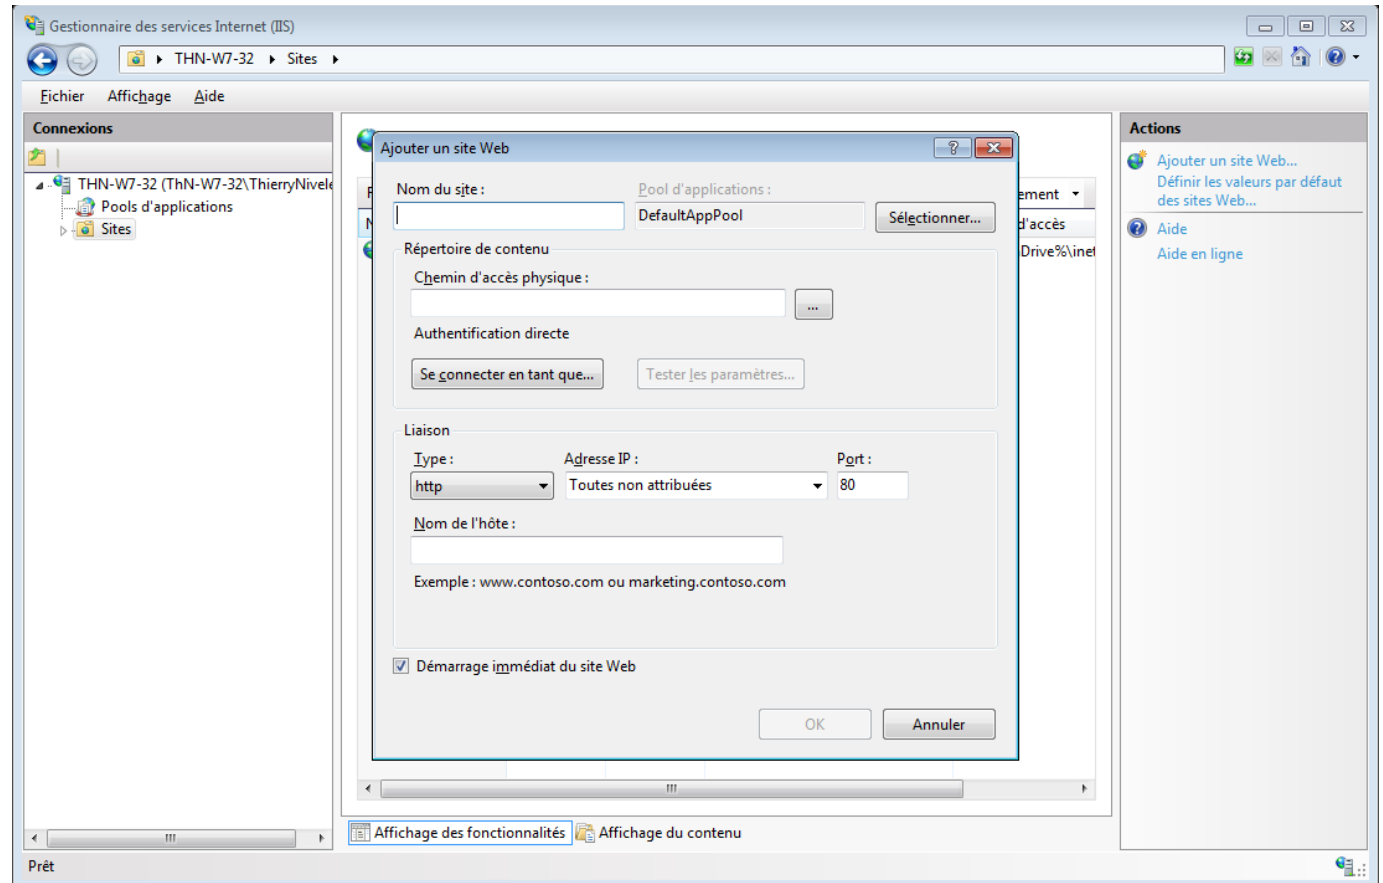 Gestionnaire des services Internet (IIS)
THN-W7-32 Sites
Fichier Affichage Aide
Connexions
THN-W7-32 (ThN-W7-32\ThierryNivele
Pools d'applications
Sites
Ajouter un site Web
Nom du site :
Pool d'applications :
DefaultAppPool
Sélectionner...
Répertoire de contenu
Chemin d'accès physique :
...
Authentification directe
Se connecter en tant que...
Tester les paramètres...
Liaison
Type :
Adresse IP :
Port :
http
Toutes non attribuées
80
Nom de l'hôte :
Exemple : www.contoso.com ou marketing.contoso.com
Démarrage immédiat du site Web
OK
Annuler
ement
d'accès
Drive%\inet
Affichage des fonctionnalités
Affichage du contenu
Actions
Ajouter un site Web...
Définir les valeurs par défaut
des sites Web...
Aide
Aide en ligne
Prêt